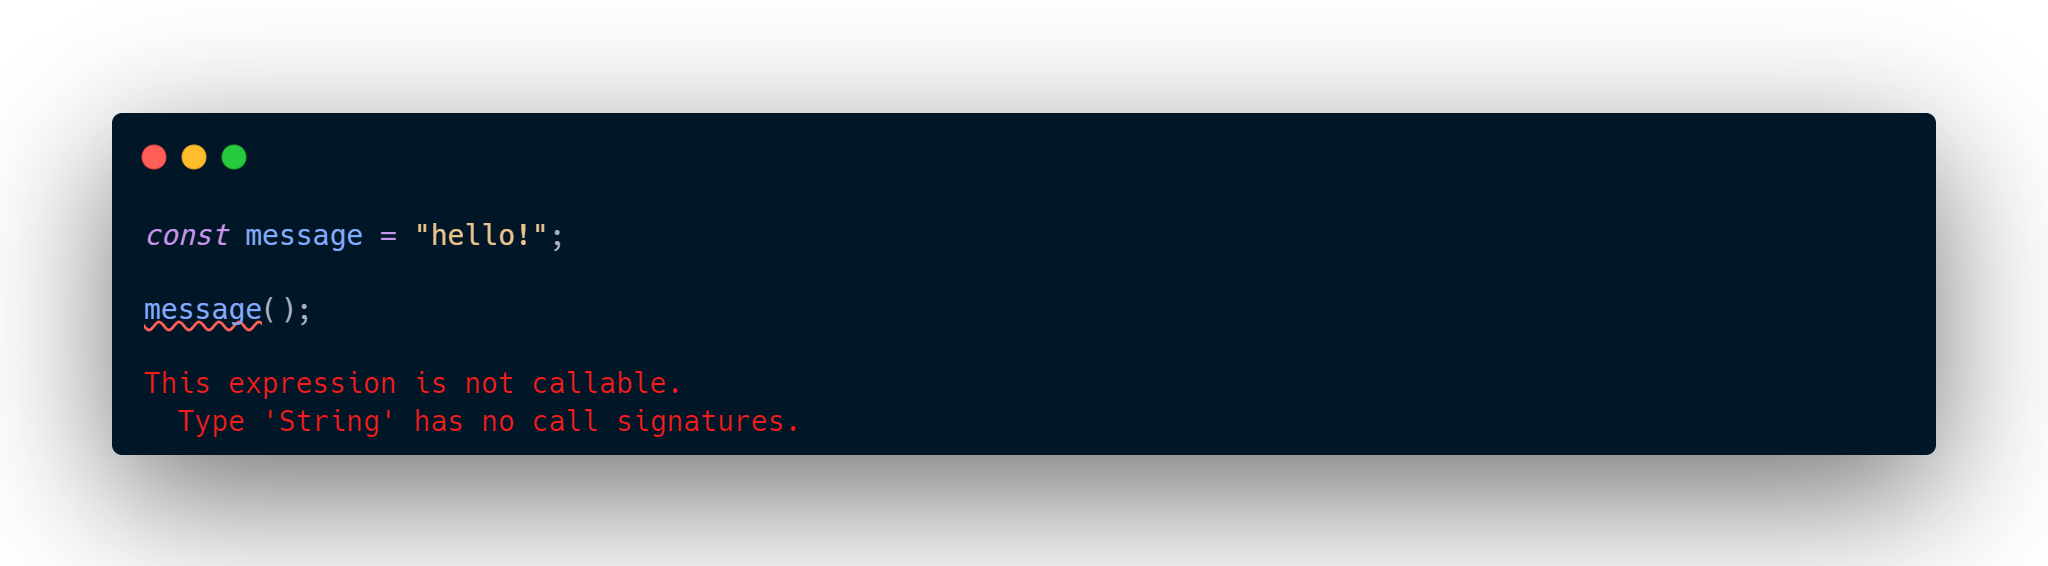 const message = "hello!";
message();
This expression is not callable.
Type 'String' has no call signatures.